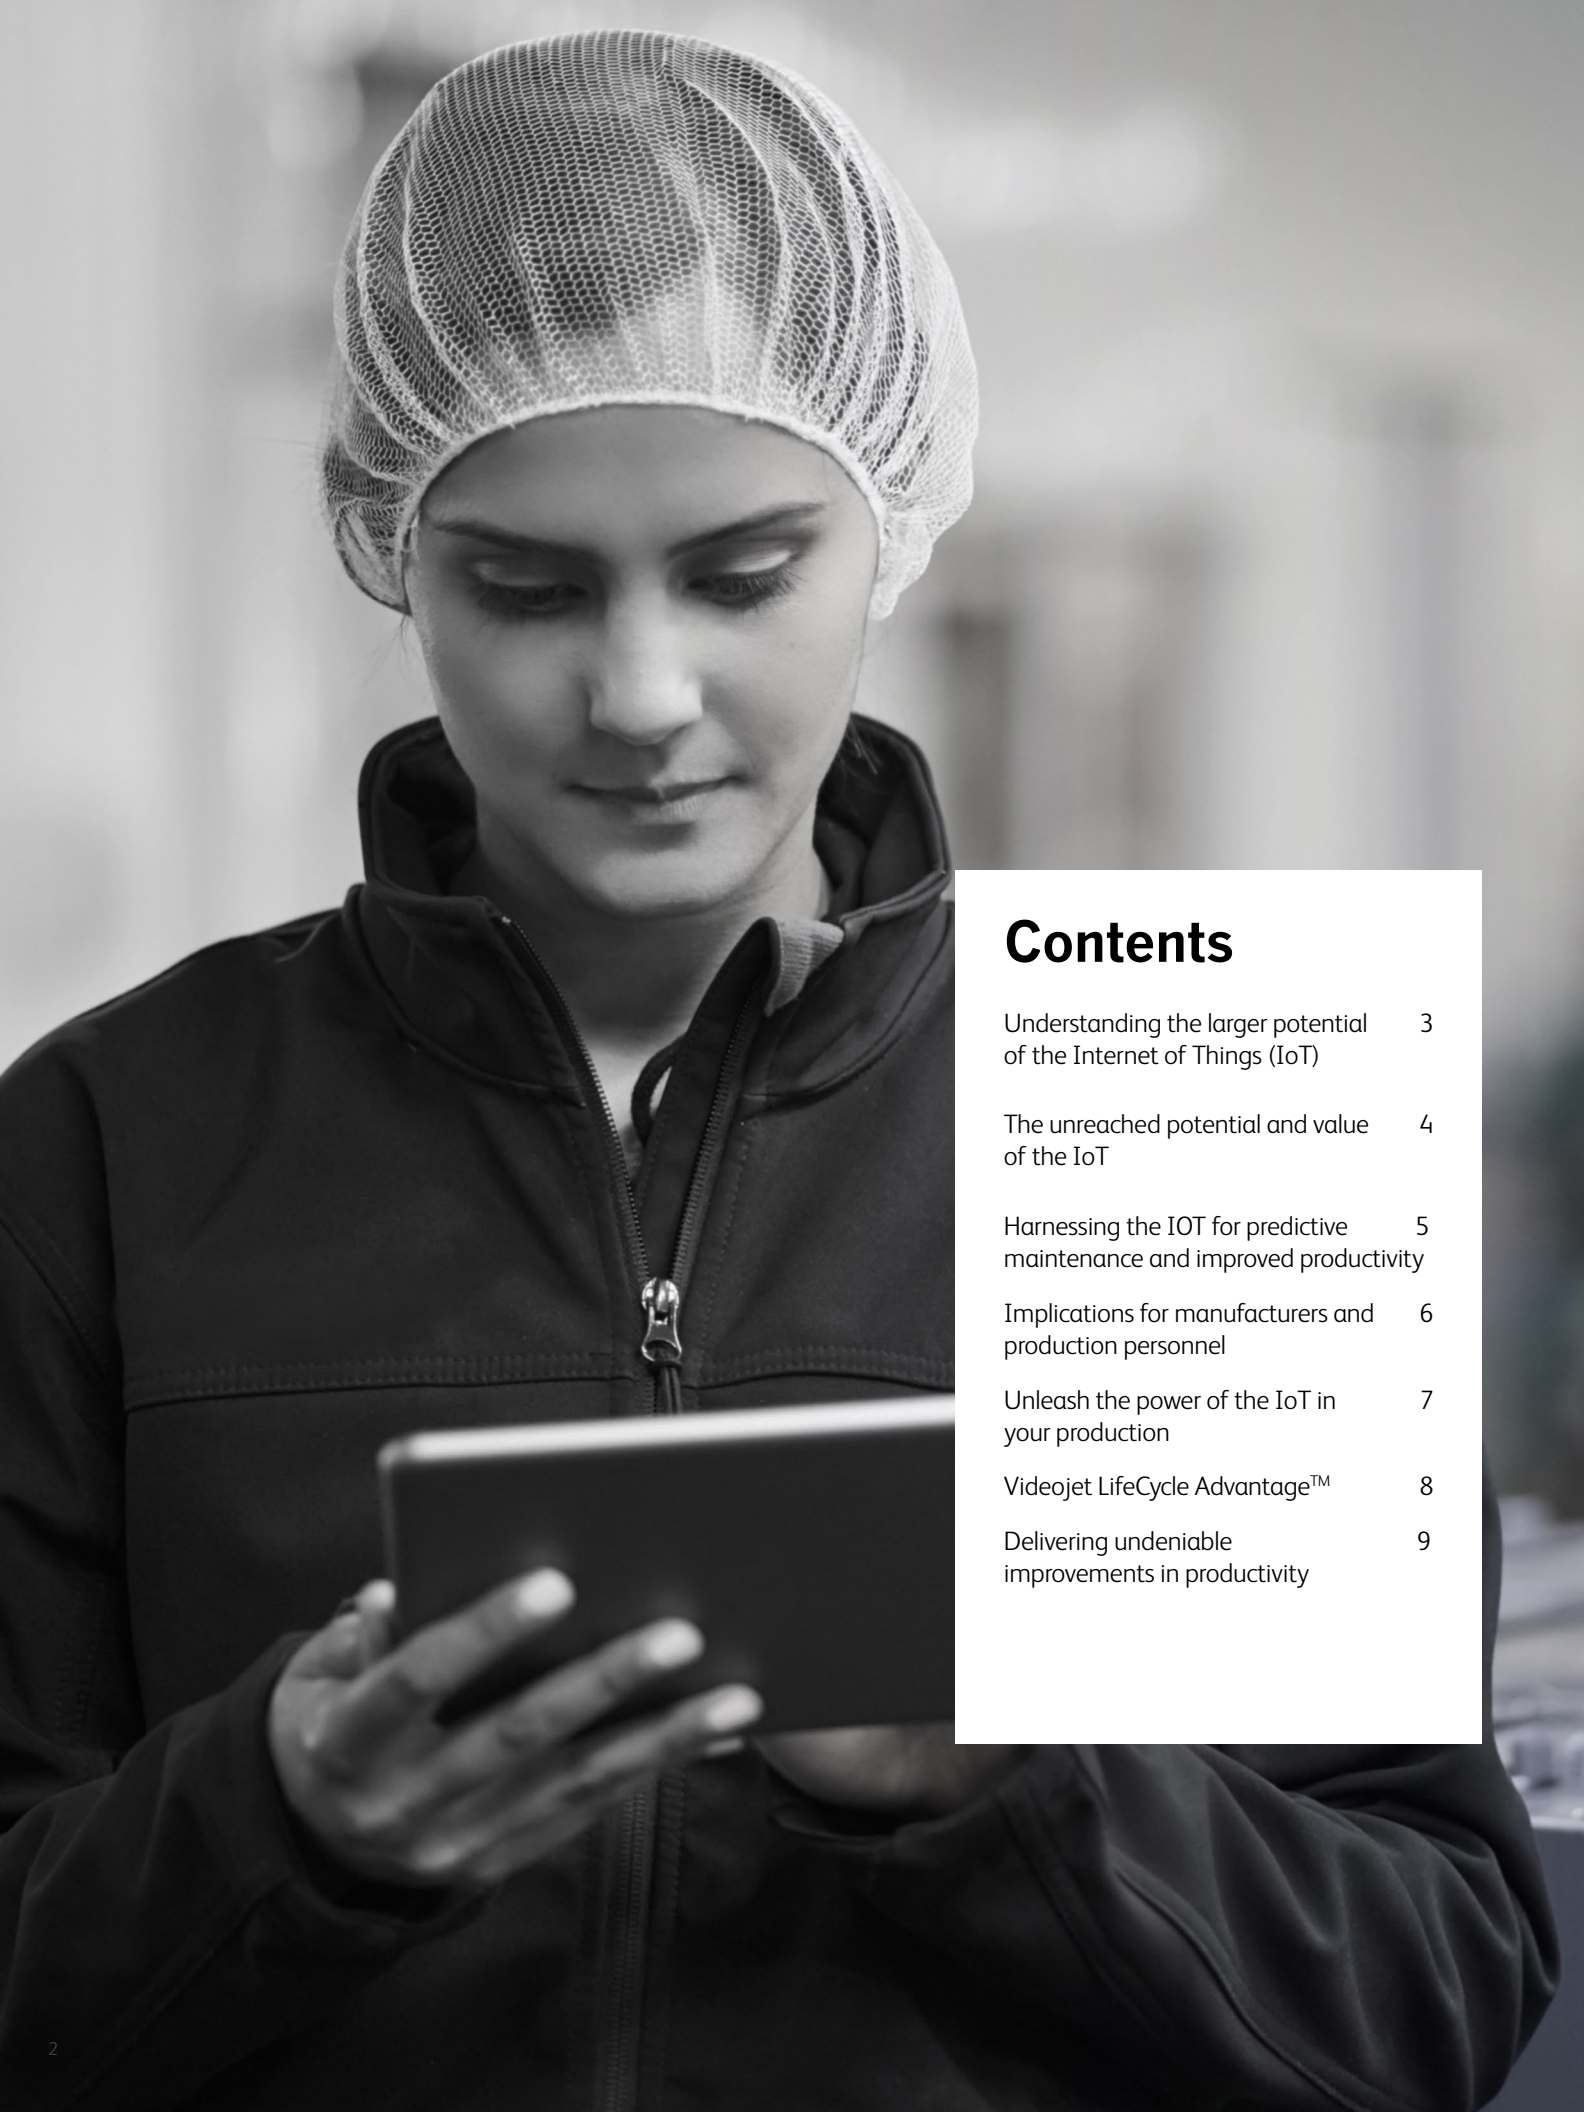 Contents
Understanding the larger potential 3
of the Internet of Things (IoT)
The unreached potential and value 4
of the IoT
Harnessing the IOT for predictive 5
maintenance and improved productivity
Implications for manufacturers and 6
production personnel
Unleash the power of the IoT in 7
your production
Videojet LifeCycle Advantage™ 8
Delivering undeniable 9
improvements in productivity
2